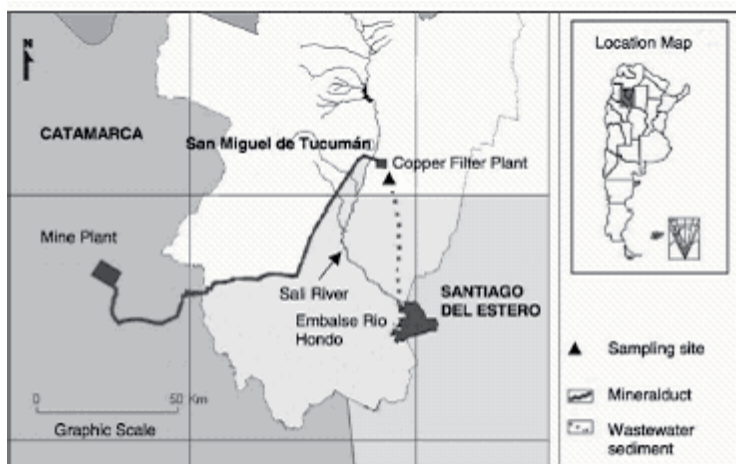 N
CATAMARCA
San Miguel de Tucumán
Copper Filter Plant
Mine Plant
Sali River
Embalse Rio
Hondo
SANTIAGO
DEL ESTERO
0
50 Km
Graphic Scale
Location Map
Sampling site
Mineralduct
Wastewater
sediment